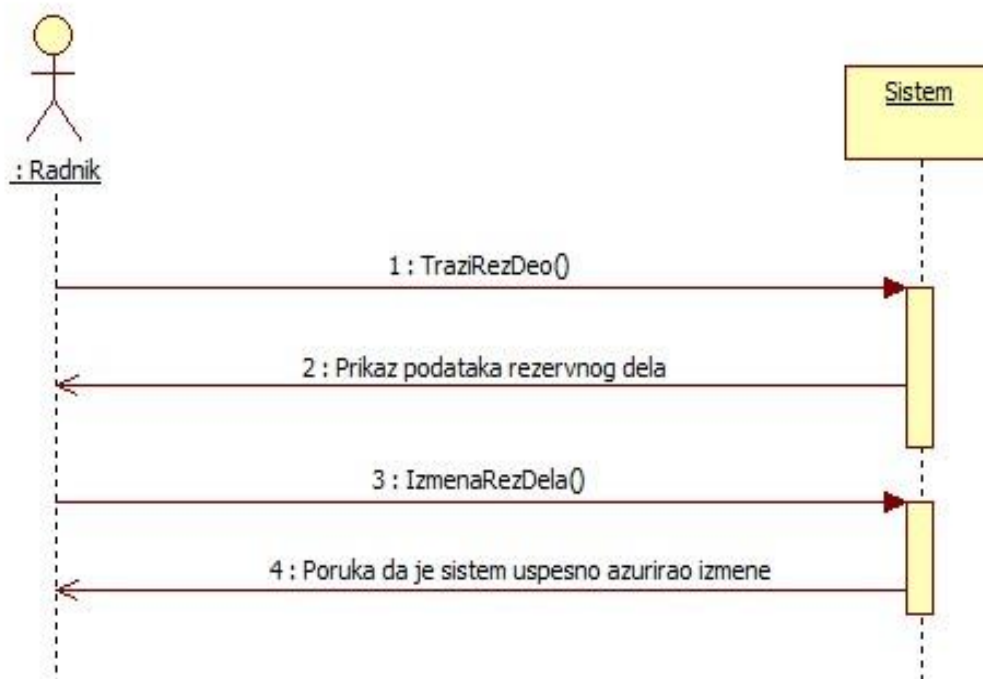 Sistem
: Radnik
1 : TraziRezDeo()
2 : Prikaz podataka rezervnog dela
3 : IzmenaRezDela()
4 : Poruka da je sistem uspesno azurirao izmene